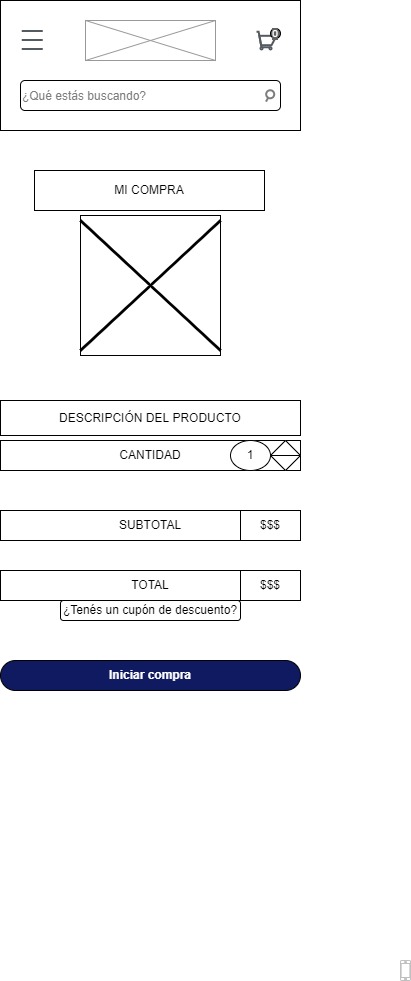 0
¿Qué estás buscando?
MI COMPRA
DESCRIPCIÓN DEL PRODUCTO
CANTIDAD 1
SUBTOTAL $$$
TOTAL $$$
¿Tenés un cupón de descuento?
Iniciar compra